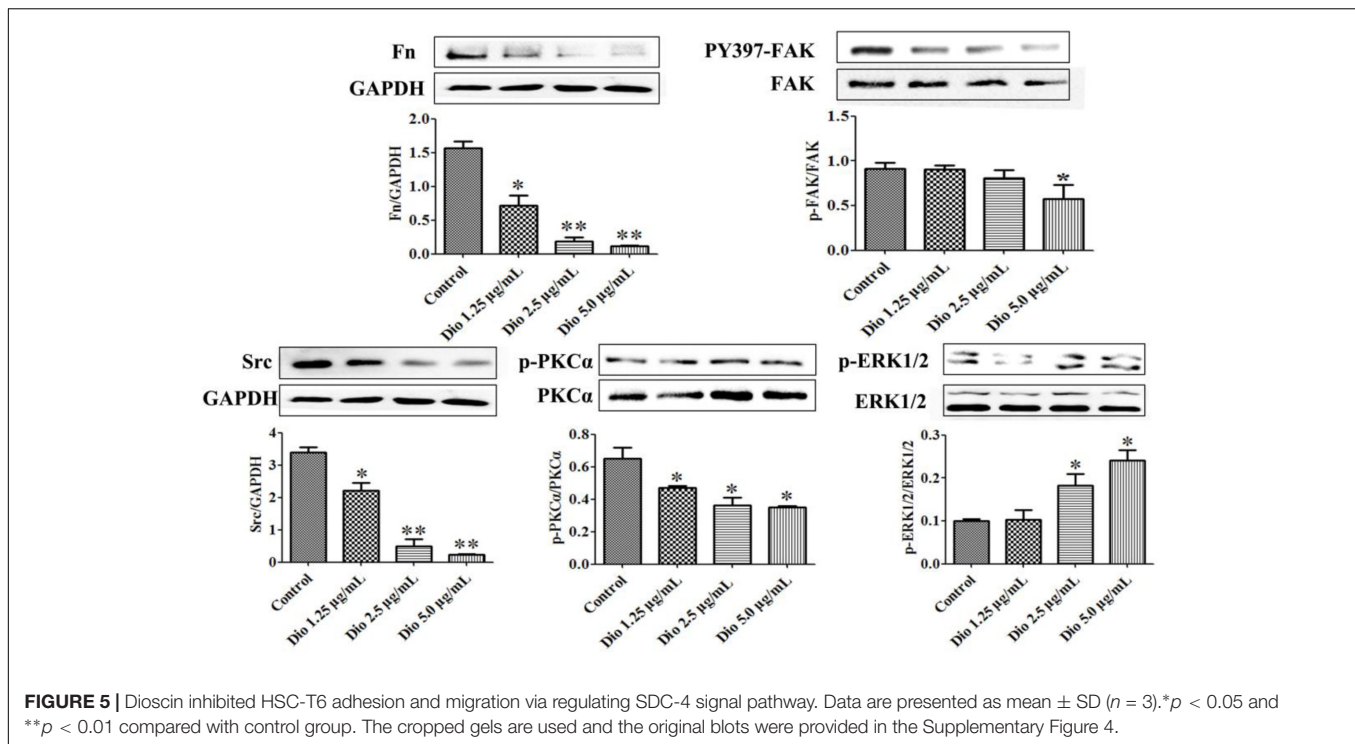 Fn
GAPDH
Fn/GAPDH
2.0
1.5
1.0
0.5
0.0
*
**
**
Control
Dio 1.25 µg/mL
Dio 2.5 µg/mL
Dio 5.0 µg/mL
PY397-FAK
FAK
p-FAK/FAK
1.5
1.0
0.5
0.0
*
Control
Dio 1.25 µg/mL
Dio 2.5 µg/mL
Dio 5.0 µg/mL
Src
GAPDH
Src/GAPDH
4
3
2
1
0
*
**
**
Control
Dio 1.25 µg/mL
Dio 2.5 µg/mL
Dio 5.0 µg/mL
p-PKCα
PKCα
p-PKCα/PKCα
0.8
0.6
0.4
0.2
0.0
*
*
*
Control
Dio 1.25 µg/mL
Dio 2.5 µg/mL
Dio 5.0 µg/mL
p-ERK1/2
ERK1/2
p-ERK1/2/ERK1/2
0.3
0.2
0.1
0.0
*
*
Control
Dio 1.25 µg/mL
Dio 2.5 µg/mL
Dio 5.0 µg/mL
FIGURE 5 | Dioscin inhibited HSC-T6 adhesion and migration via regulating SDC-4 signal pathway. Data are presented as mean ± SD (n = 3).*p < 0.05 and
**p < 0.01 compared with control group. The cropped gels are used and the original blots were provided in the Supplementary Figure 4.